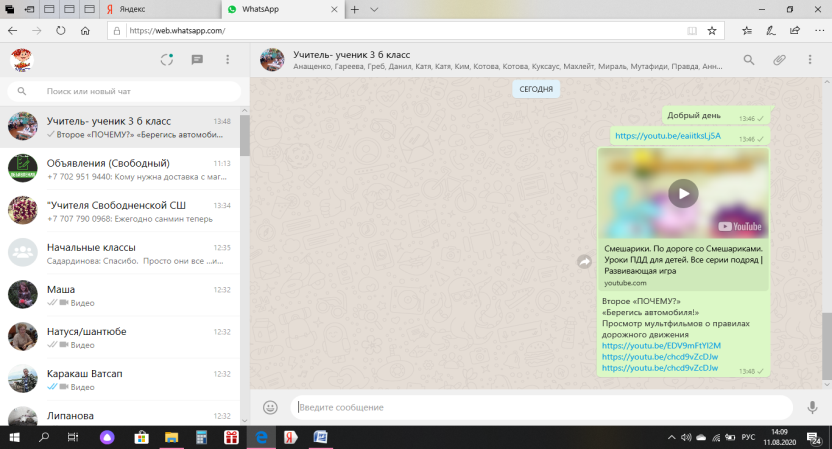 Яндекс
WhatsApp
https://web.whatsapp.com/
Поиск или новый чат
Учитель- ученик 3 б класс
13:48
Второе «ПОЧЕМУ?» «Берегись автомоби...
Объявления (Свободный)
11:13
+7 702 951 9440: Кому нужна доставка с маг...
"Учителя Свободненской СШ
13:34
+7 707 790 0968: Ежегодно санмин теперь
Начальные классы
12:35
Садардинова: Спасибо. Просто они все ...и...
Маша
12:32
Видео
Натуся/шантюбе
12:32
Видео
Каракаш Ватсап
12:32
Видео
Липанова
12:32
Учитель- ученик 3 б класс
Анащенко, Гареева, Греб, Данил, Катя, Катя, Ким, Котова, Котова, Куксаус, Махлейт, Мираль, Мутафиди, Правда, Анн...
СЕГОДНЯ
Добрый день
13:46
https://youtu.be/eaiitksLj5A
13:46
YouTube
Смешарики. По дороге со Смешариками.
Уроки ПДД для детей. Все серии подряд |
Развивающая игра
youtube.com
Второе «ПОЧЕМУ?»
«Берегись автомобиля!»
Просмотр мультфильмов о правилах
дорожного движения
https://youtu.be/EDV9mFtYl2M
https://youtu.be/chcd9vZcDJw
https://youtu.be/chcd9vZcDJw
13:48
Введите сообщение
РУС
14:09
11.08.2020
24